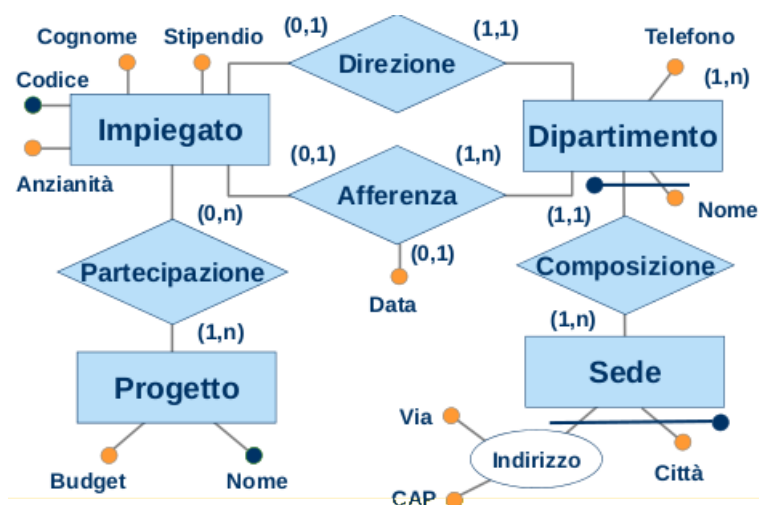 (0,1)
(1,1)
Cognome
Stipendio
Telefono
Direzione
Codice
(1,n)
Impiegato
Dipartimento
(0,1)
(1,n)
Anzianità
Afferenza
(0,n)
(1,1)
Nome
(0,1)
Partecipazione
Composizione
Data
(1,n)
(1,n)
Progetto
Sede
Via
Indirizzo
Budget
Nome
Città
CAP